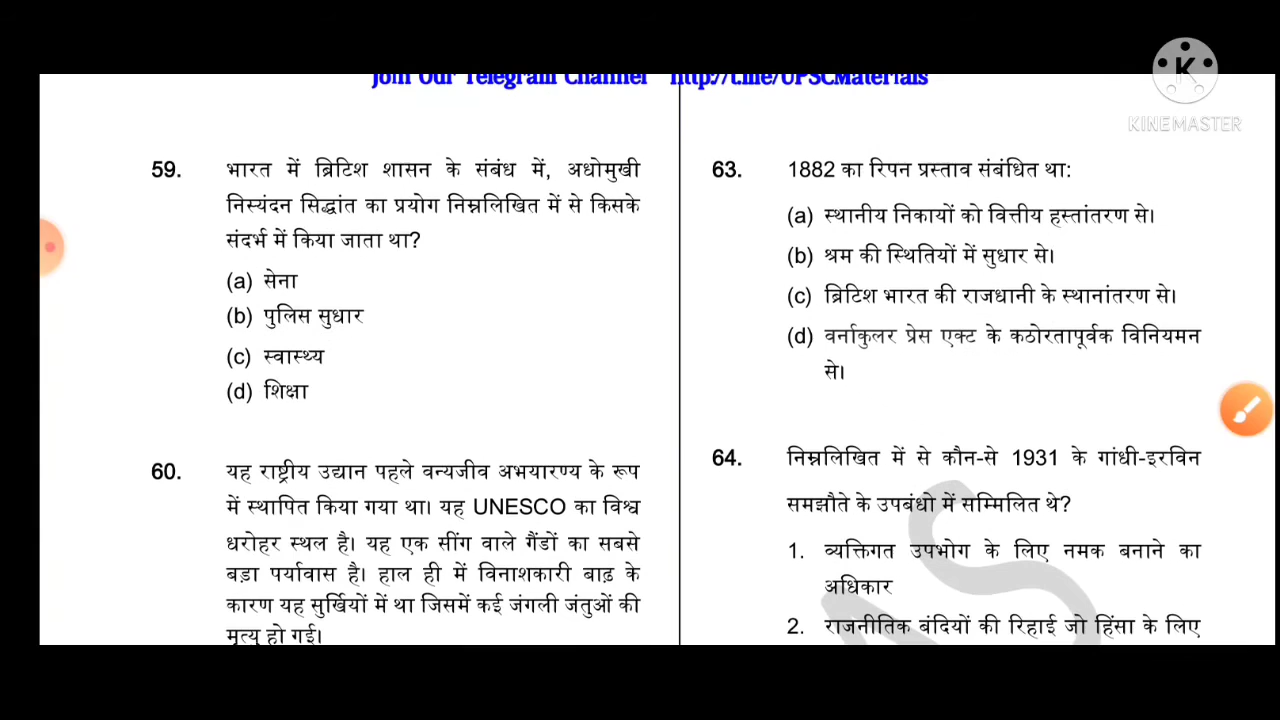 Join Our Telegram Channel http://t.me/UPSCMaterials
KINEMASTER
59. भारत में ब्रिटिश शासन के संबंध में, अधोमुखी
निस्यंदन सिद्धांत का प्रयोग निम्नलिखित में से किसके
संदर्भ में किया जाता था?
(a) सेना
(b) पुलिस सुधार
(c) स्वास्थ्य
(d) शिक्षा
60. यह राष्ट्रीय उद्यान पहले वन्यजीव अभयारण्य के रूप
में स्थापित किया गया था। यह UNESCO का विश्व
धरोहर स्थल है। यह एक सींग वाले गैंडों का सबसे
बड़ा पर्यावास है। हाल ही में विनाशकारी बाढ़ के
कारण यह सुर्खियों में था जिसमें कई जंगली जंतुओं की
मृत्यु हो गई।
63. 1882 का रिपन प्रस्ताव संबंधित था:
(a) स्थानीय निकायों को वित्तीय हस्तांतरण से।
(b) श्रम की स्थितियों में सुधार से।
(c) ब्रिटिश भारत की राजधानी के स्थानांतरण से।
(d) वर्नाकुलर प्रेस एक्ट के कठोरतापूर्वक विनियमन
से।
64. निम्नलिखित में से कौन-से 1931 के गांधी-इरविन
समझौते के उपबंधो में सम्मिलित थे?
1. व्यक्तिगत उपभोग के लिए नमक बनाने का
अधिकार
2. राजनीतिक बंदियों की रिहाई जो हिंसा के लिए